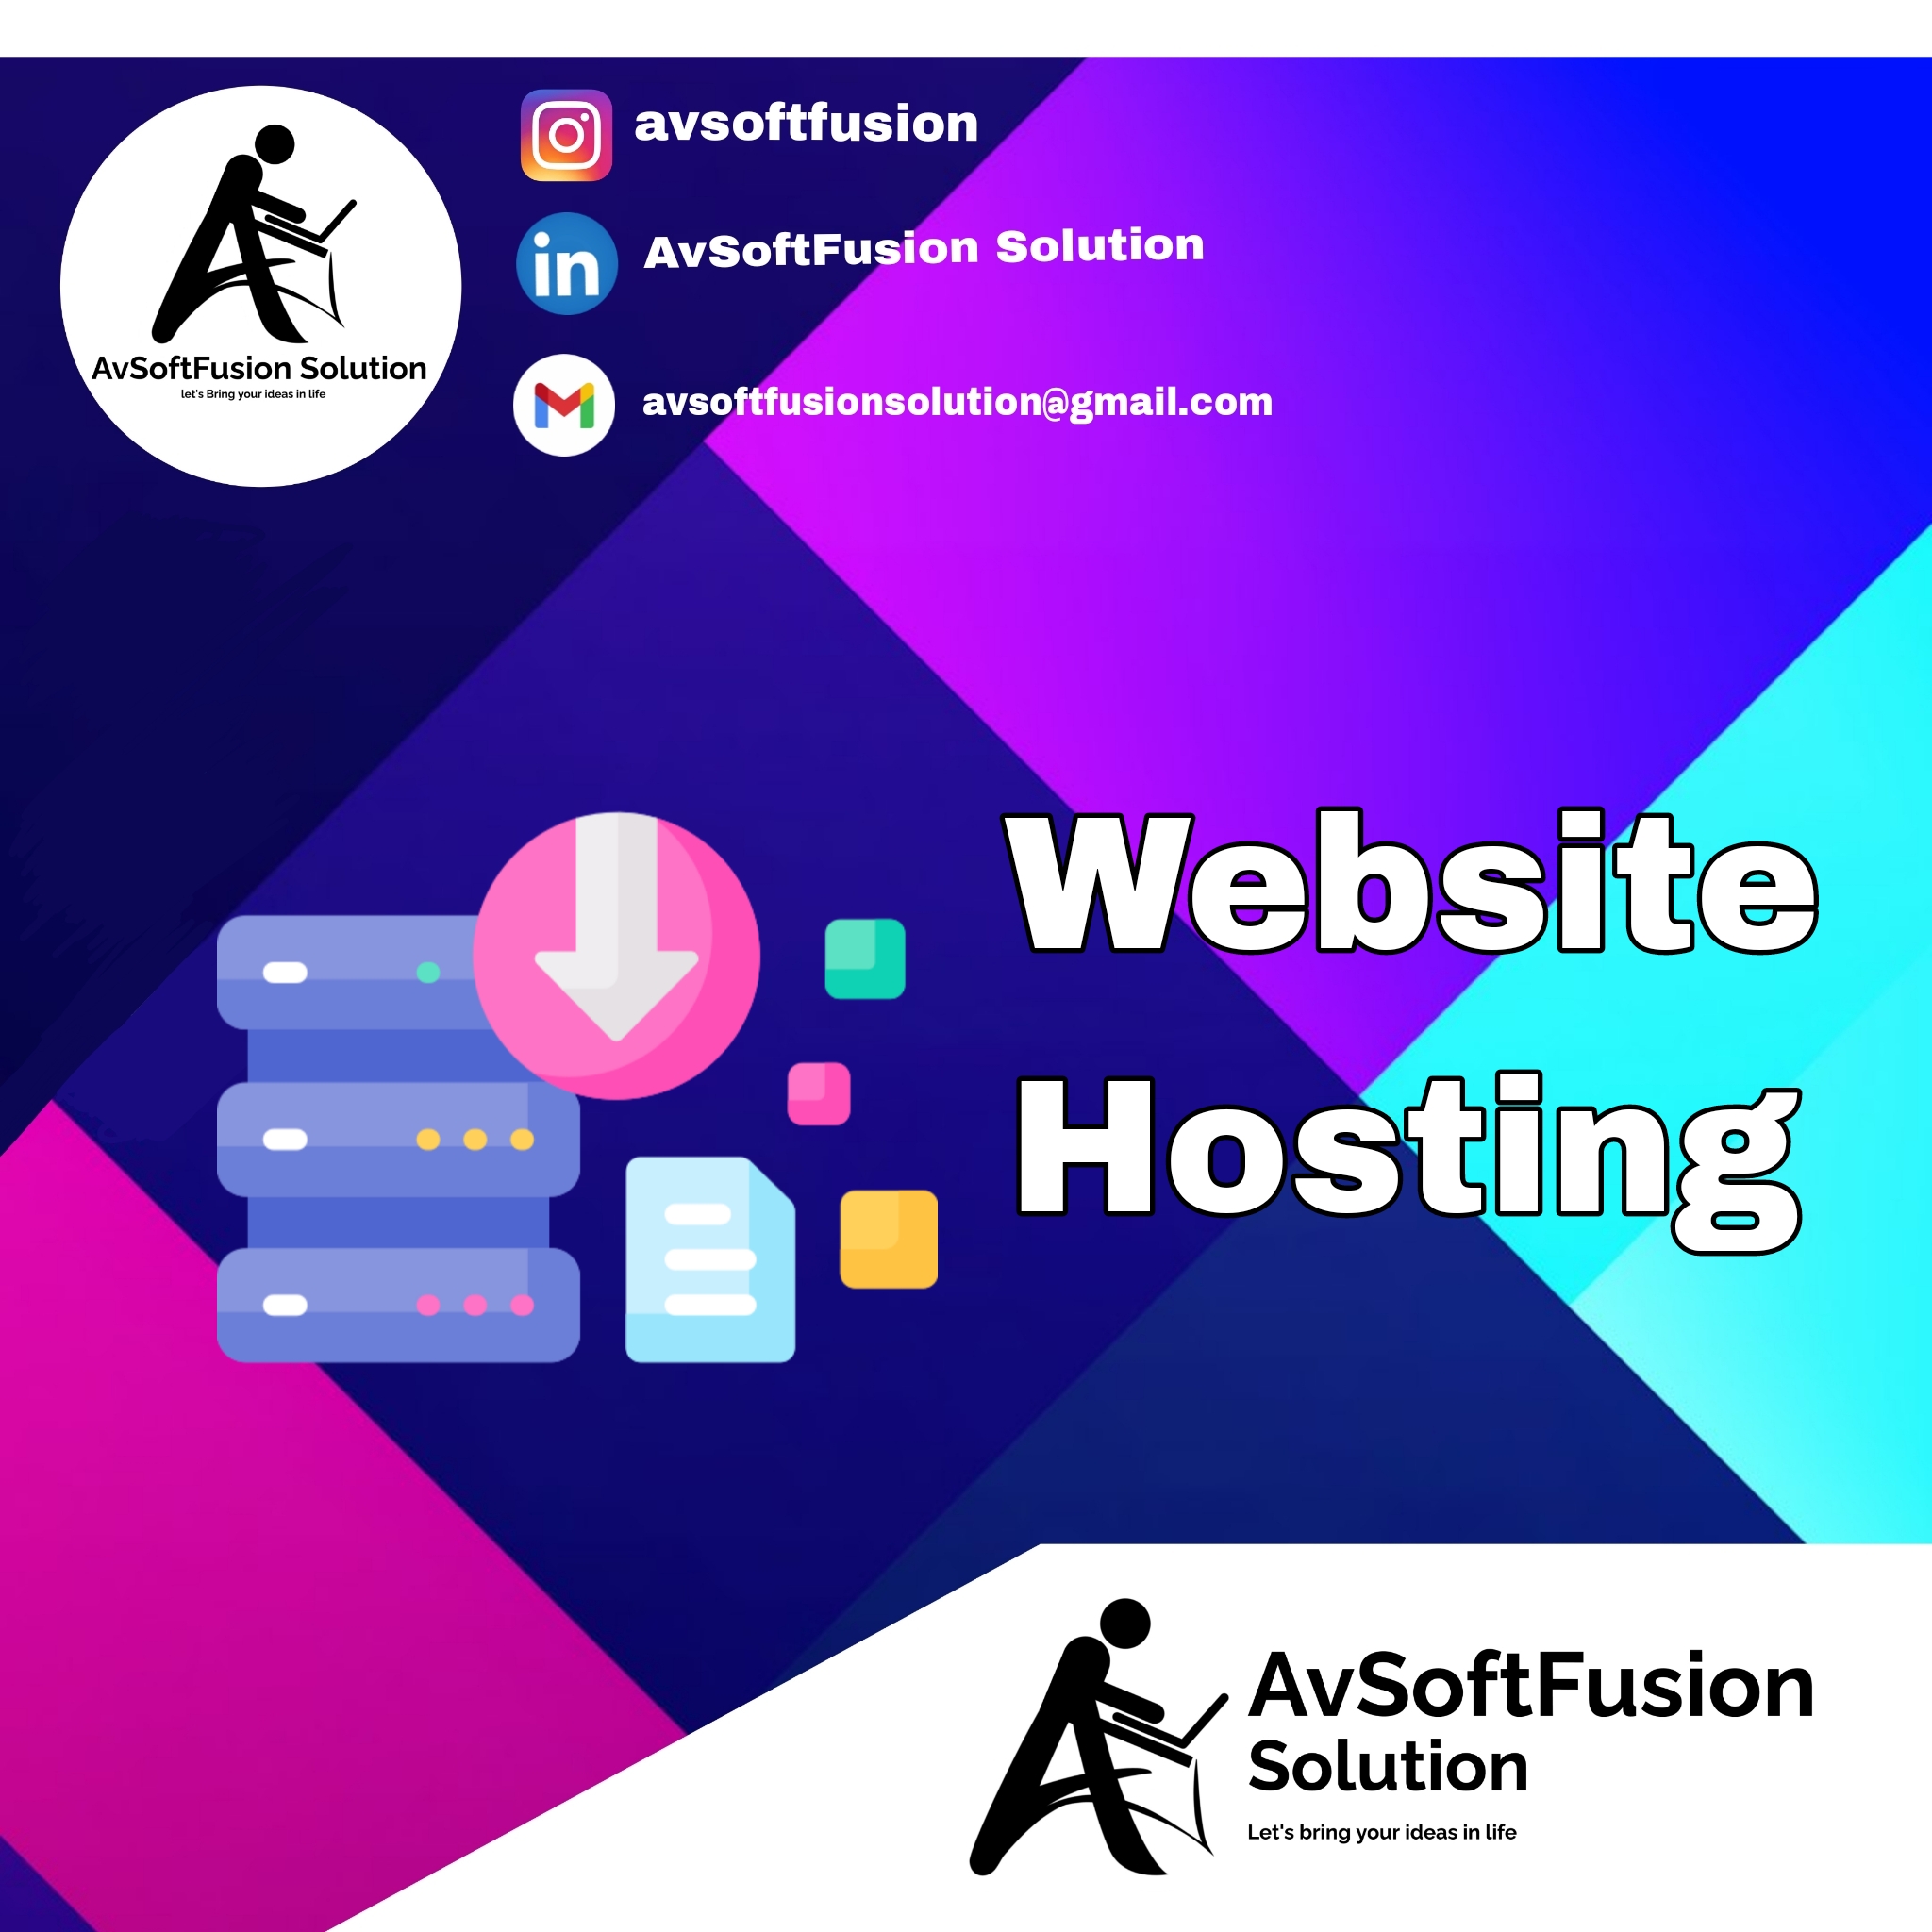 AvSoftFusion Solution
let's Bring your ideas in life
avsoftfusion
in
AvSoftFusion Solution
avsoftfusionsolution@gmail.com
Website
Hosting
AvSoftFusion
Solution
Let's bring your ideas in life